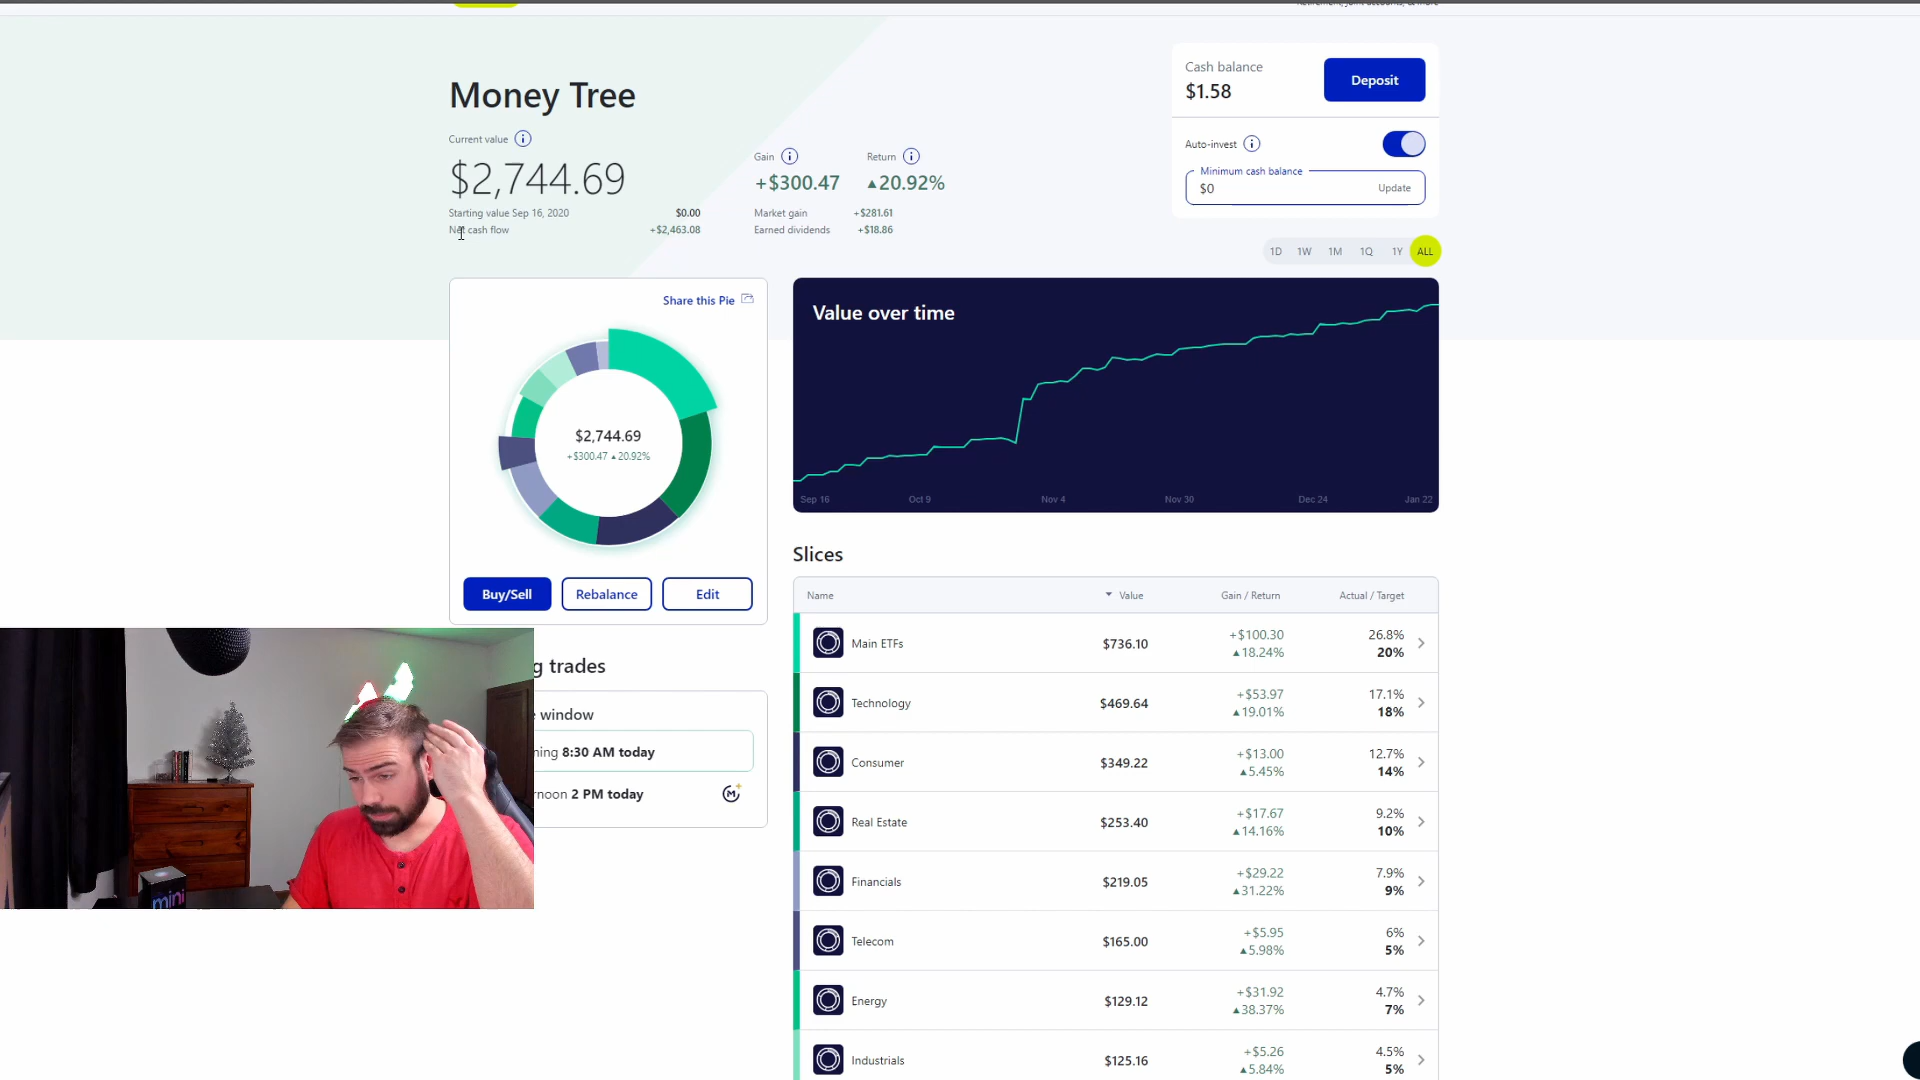 Retirement, joint accounts, & more
Money Tree
Current value
$2,744.69
Starting value Sep 16, 2020 $0.00
Net cash flow +$2,463.08
Gain
+$300.47
Return
▲20.92%
Market gain +$281.61
Earned dividends +$18.86
Cash balance
$1.58
Deposit
Auto-invest
Minimum cash balance
$0 Update
1D 1W 1M 1Q 1Y ALL
Share this Pie
$2,744.69
+$300.47 ▲20.92%
Buy/Sell Rebalance Edit
Value over time
Sep 16 Oct 9 Nov 4 Nov 30 Dec 24 Jan 22
g trades
window
8:30 AM today
2 PM today
mini
Slices
Name Value Gain / Return Actual / Target
Main ETFs $736.10 +$100.30 26.8%
▲18.24% 20%
Technology $469.64 +$53.97 17.1%
▲19.01% 18%
Consumer $349.22 +$13.00 12.7%
▲5.45% 14%
Real Estate $253.40 +$17.67 9.2%
▲14.16% 10%
Financials $219.05 +$29.22 7.9%
▲31.22% 9%
Telecom $165.00 +$5.95 6%
▲5.98% 5%
Energy $129.12 +$31.92 4.7%
▲38.37% 7%
Industrials $125.16 +$5.26 4.5%
▲5.84% 5%